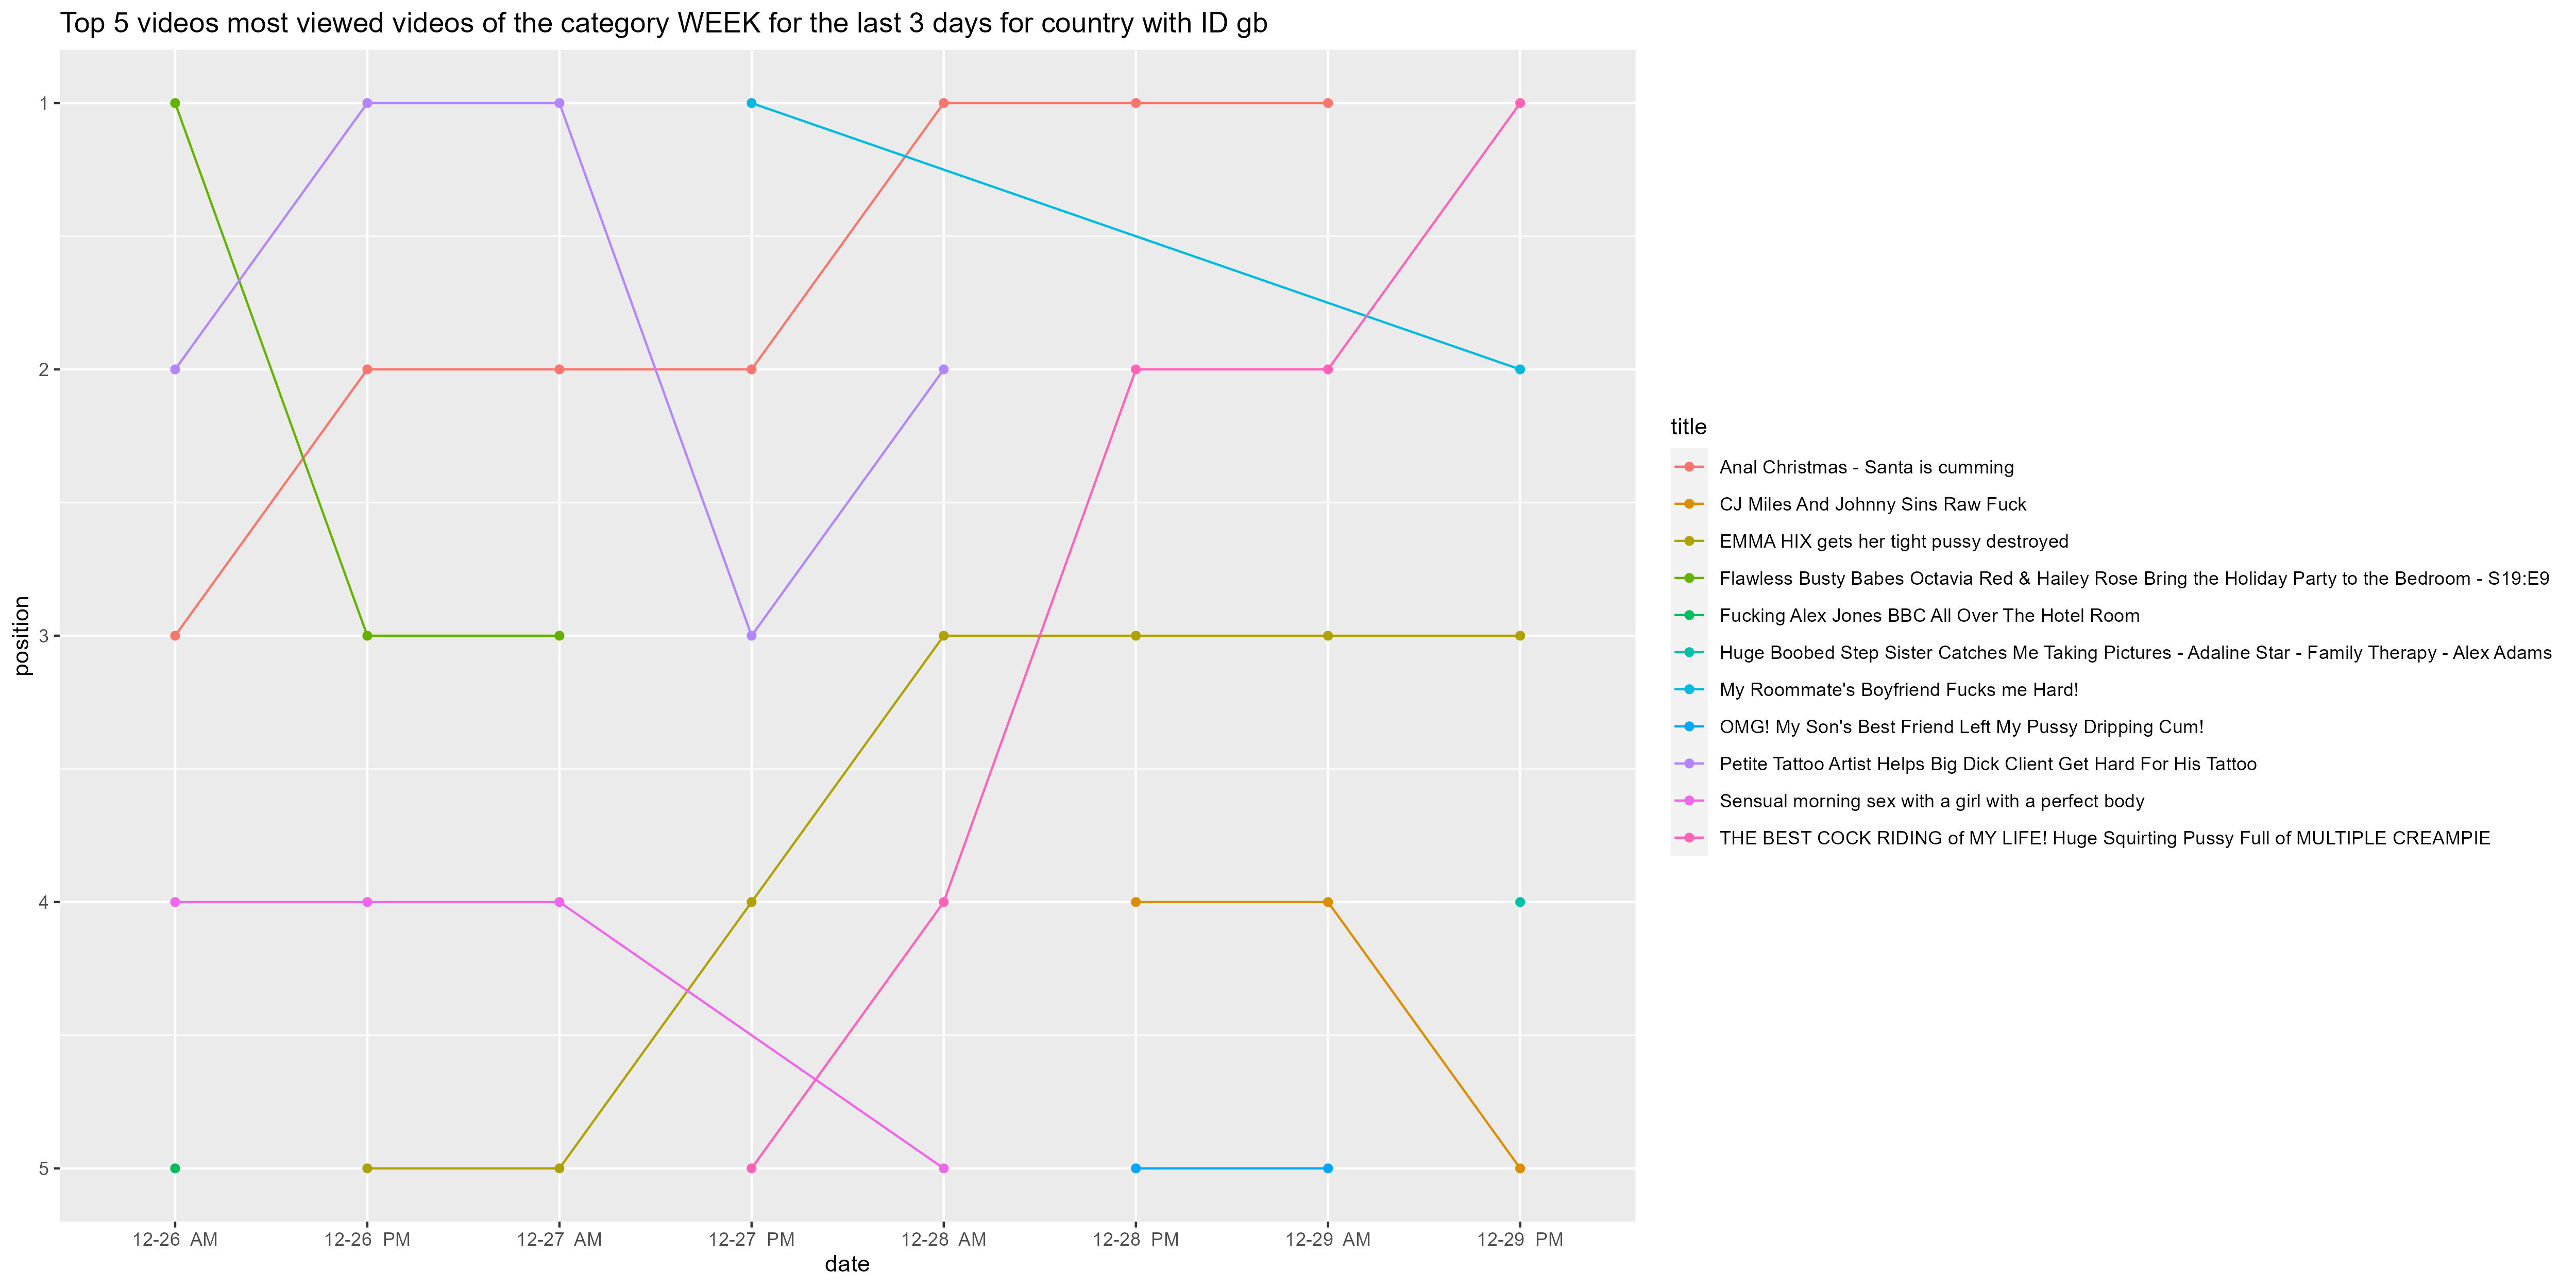 Top 5 videos most viewed videos of the category WEEK for the last 3 days for country with ID gb
position
1
2
3
4
5
12-26 AM
12-26 PM
12-27 AM
12-27 PM
12-28 AM
12-28 PM
12-29 AM
12-29 PM
date
title
Anal Christmas - Santa is cumming
CJ Miles And Johnny Sins Raw Fuck
EMMA HIX gets her tight pussy destroyed
Flawless Busty Babes Octavia Red & Hailey Rose Bring the Holiday Party to the Bedroom - S19:E9
Fucking Alex Jones BBC All Over The Hotel Room
Huge Boobed Step Sister Catches Me Taking Pictures - Adaline Star - Family Therapy - Alex Adams
My Roommate's Boyfriend Fucks me Hard!
OMG! My Son's Best Friend Left My Pussy Dripping Cum!
Petite Tattoo Artist Helps Big Dick Client Get Hard For His Tattoo
Sensual morning sex with a girl with a perfect body
THE BEST COCK RIDING of MY LIFE! Huge Squirting Pussy Full of MULTIPLE CREAMPIE